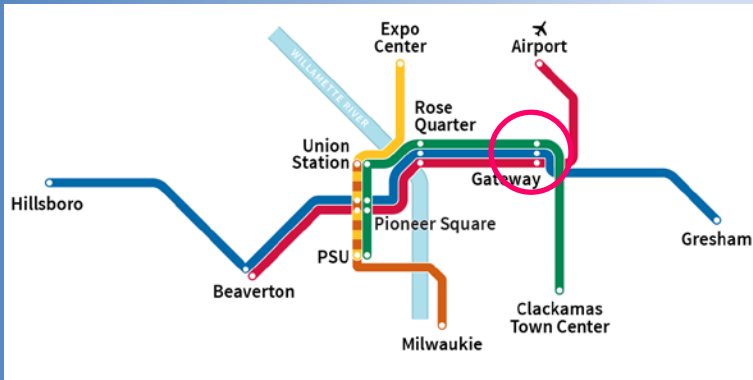 Expo
Center
Airport
WILLAMETTE RIVER
Rose
Quarter
Union
Station
Gateway
Hillsboro
Pioneer Square
Gresham
PSU
Beaverton
Clackamas
Town Center
Milwaukie